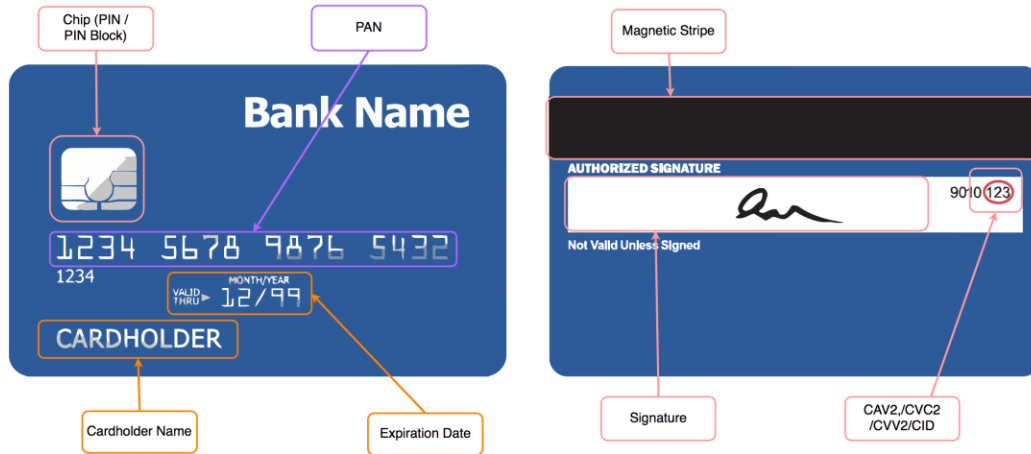 Chip (PIN /
PIN Block)
PAN
Bank Name
1234 5678 9876 5432
1234
MONTH/YEAR
VALID
THRU
12/99
CARDHOLDER
Cardholder Name
Expiration Date
Magnetic Stripe
AUTHORIZED SIGNATURE
9010 123
Not Valid Unless Signed
Signature
CAV2,/CVC2
/CVV2/CID